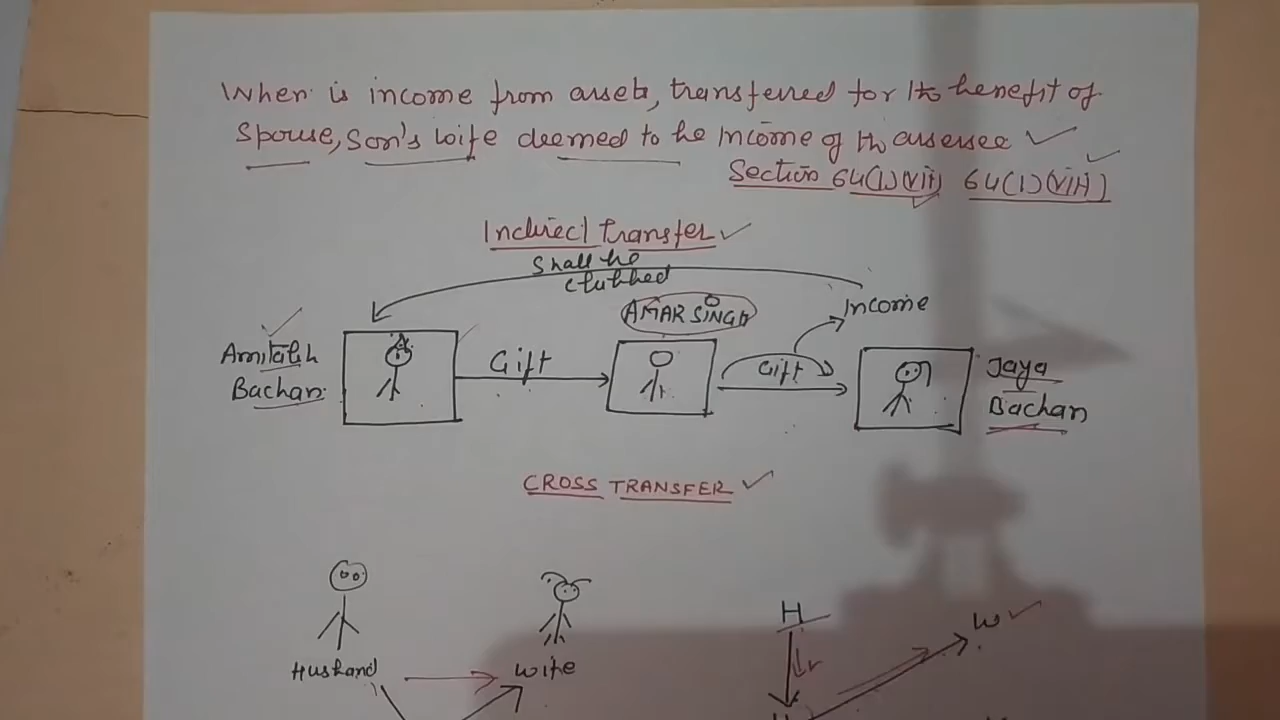 When is income from assets, transferred for the benefit of
Spouse, Son's wife deemed to be Income of the assessee
Section 64(1)(vii) 64(1)(viii)
Indirect transfer
Shall be
clubbed
Amitabh
Bachan
Gift
AMAR SINGH
Gift
Income
Jaya
Bachan
CROSS TRANSFER
Husband
Wife
H
W